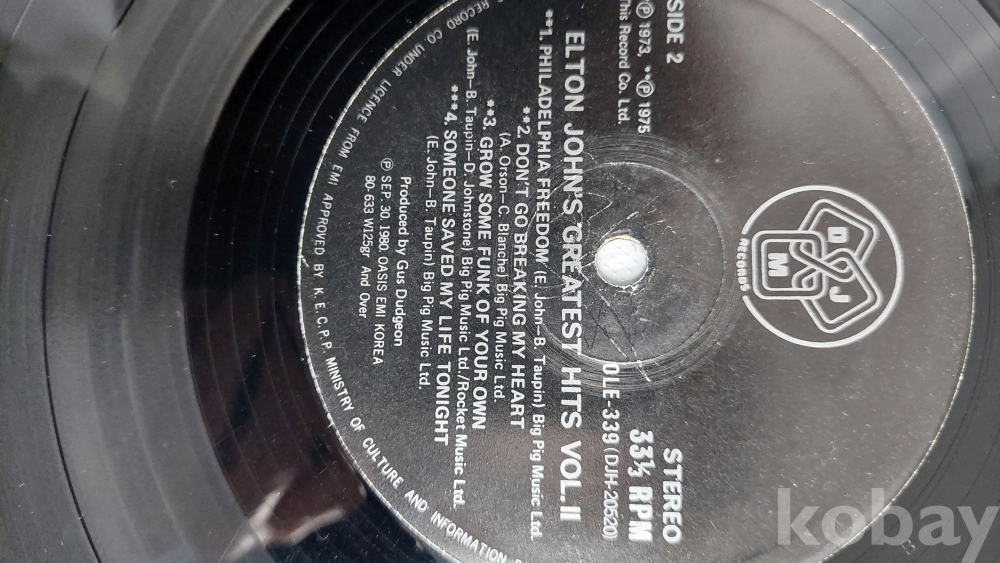 D J M
RECORDS
STEREO
33⅓ RPM
OLE-339 (DJH-20520)
SIDE 2
Ⓟ 1973, **Ⓟ 1975
This Record Co. Ltd.
ELTON JOHN'S GREATEST HITS VOL.II
**1. PHILADELPHIA FREEDOM (E. John-B. Taupin) Big Pig Music Ltd.
**2. DON'T GO BREAKING MY HEART
(A. Orson-C. Blanche) Big Pig Music Ltd.
**3. GROW SOME FUNK OF YOUR OWN
(E. John-B. Taupin-D. Johnstone) Big Pig Music Ltd./Rocket Music Ltd.
***4. SOMEONE SAVED MY LIFE TONIGHT
(E. John-B. Taupin) Big Pig Music Ltd.
Produced by Gus Dudgeon
Ⓟ SEP. 30. 1980. OASIS EMI KOREA
80-633 W125gr And Over
RECORD CO UNDER LICENCE FROM EMI APPROVED BY K.E.C.P.P. MINISTRY OF CULTURE AND INFORMATION
kobay